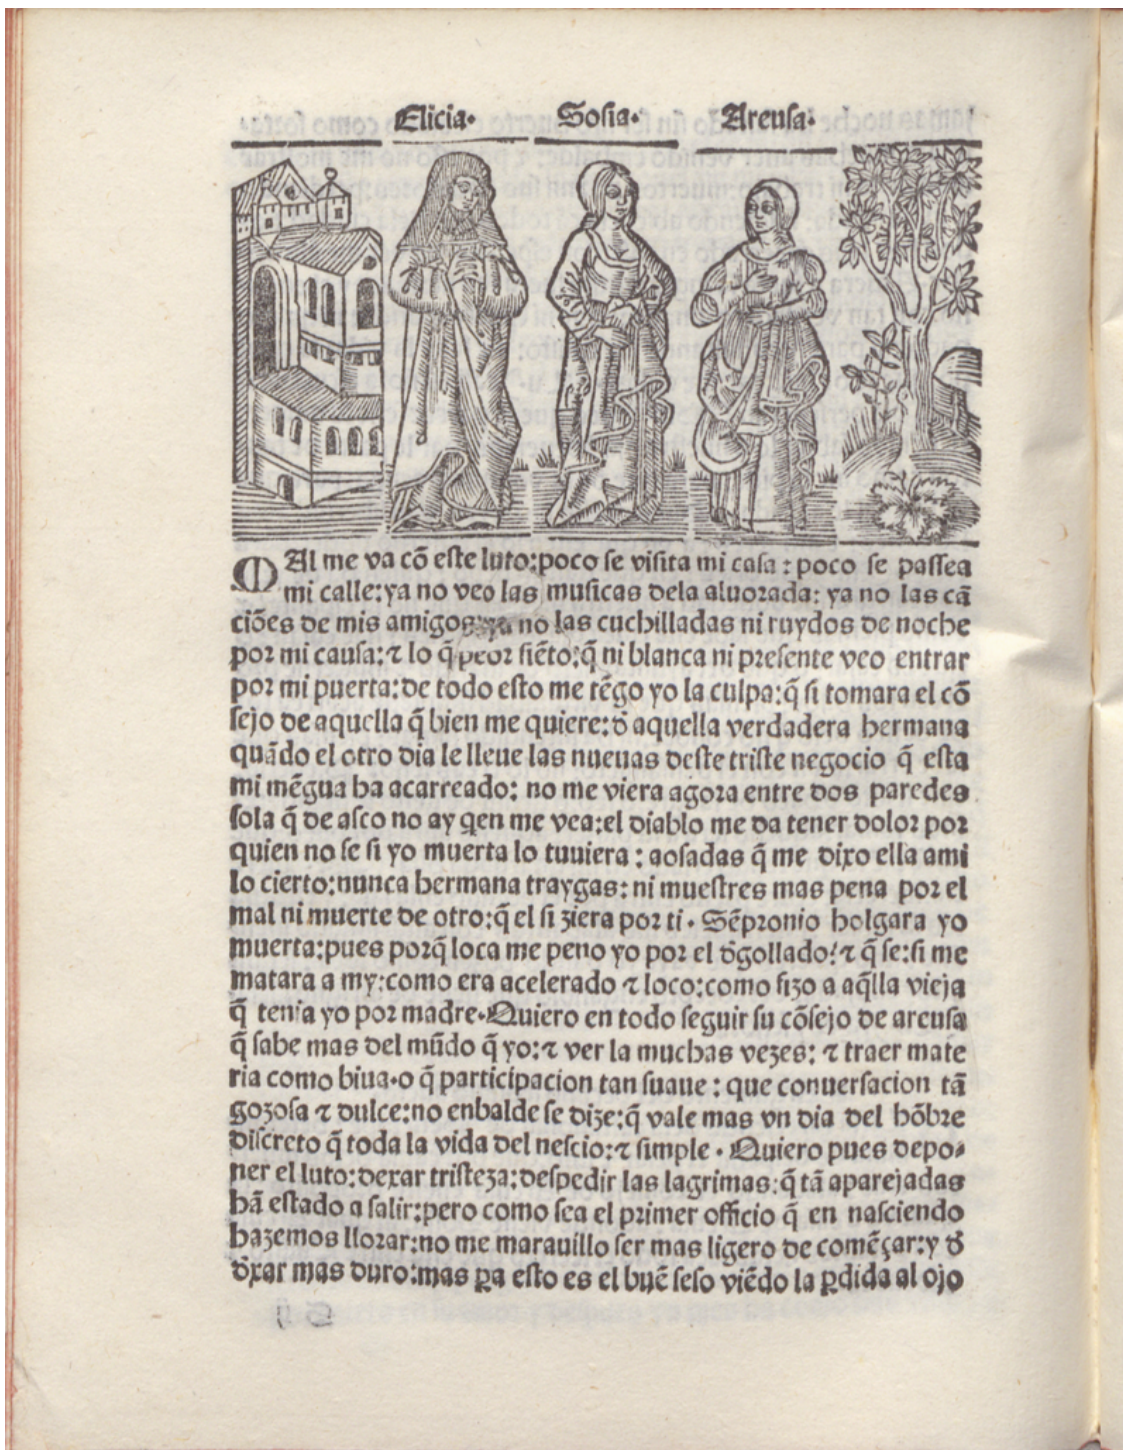 Elicia. Sosia. Areusa.
MAl me va cõ este luto: poco se visita mi casa: poco se passea
mi calle: ya no veo las musicas dela aluorada: ya no las cã
ciões de mis amigos: ya no las cuchilladas ni ruydos de noche
por mi causa: ⁊ lo q̃ peor siẽto: q̃ ni blanca ni presente veo entrar
por mi puerta: de todo esto me tẽgo yo la culpa: q̃ si tomara el cõ
sejo de aquella q̃ bien me quiere: d̃ aquella verdadera hermana
quãdo el otro dia le lleue las nueuas deste triste negocio q̃ esta
mi mẽgua ha acarreado: no me viera agora entre dos paredes
sola q̃ de asco no ay qen me vea: el diablo me da tener dolor por
quien no se si yo muerta lo tuuiera: aosadas q̃ me dixo ella ami
lo cierto: nunca hermana traygas: ni muestres mas pena por el
mal ni muerte de otro: q̃ el si ziera por ti. Sẽpronio holgara yo
muerta: pues porq̃ loca me peno yo por el d̃gollado? ⁊ q̃ se: si me
matara a my: como era acelerado ⁊ loco: como fizo a aq̃lla vieja
q̃ tenia yo por madre. Quiero en todo seguir su cõsejo de areusa
q̃ sabe mas del mũdo q̃ yo: ⁊ ver la muchas vezes: ⁊ traer mate
ria como biua. o q̃ participacion tan suaue: que conuersacion tã
gozosa ⁊ dulce: no enbalde se dize: q̃ vale mas vn dia del hõbre
discreto q̃ toda la vida del nescio: ⁊ simple. Quiero pues depo-
ner el luto: dexar tristeza: despedir las lagrimas: q̃ tã aparejadas
hã estado a salir: pero como sea el primer officio q̃ en nasciendo
hazemos llorar: no me marauillo ser mas ligero de comẽçar: y d̃
d̃xar mas duro: mas ꝑa esto es el buẽ seso viẽdo la ꝑdida al ojo